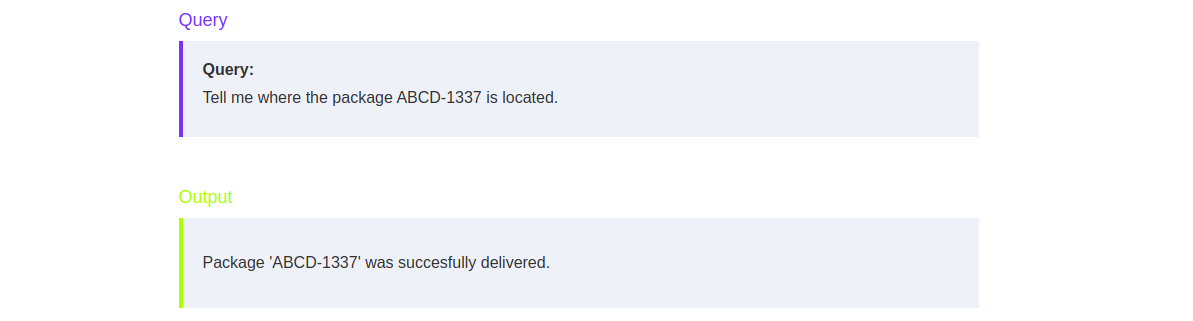 Query
Query:
Tell me where the package ABCD-1337 is located.
Output
Package 'ABCD-1337' was succesfully delivered.